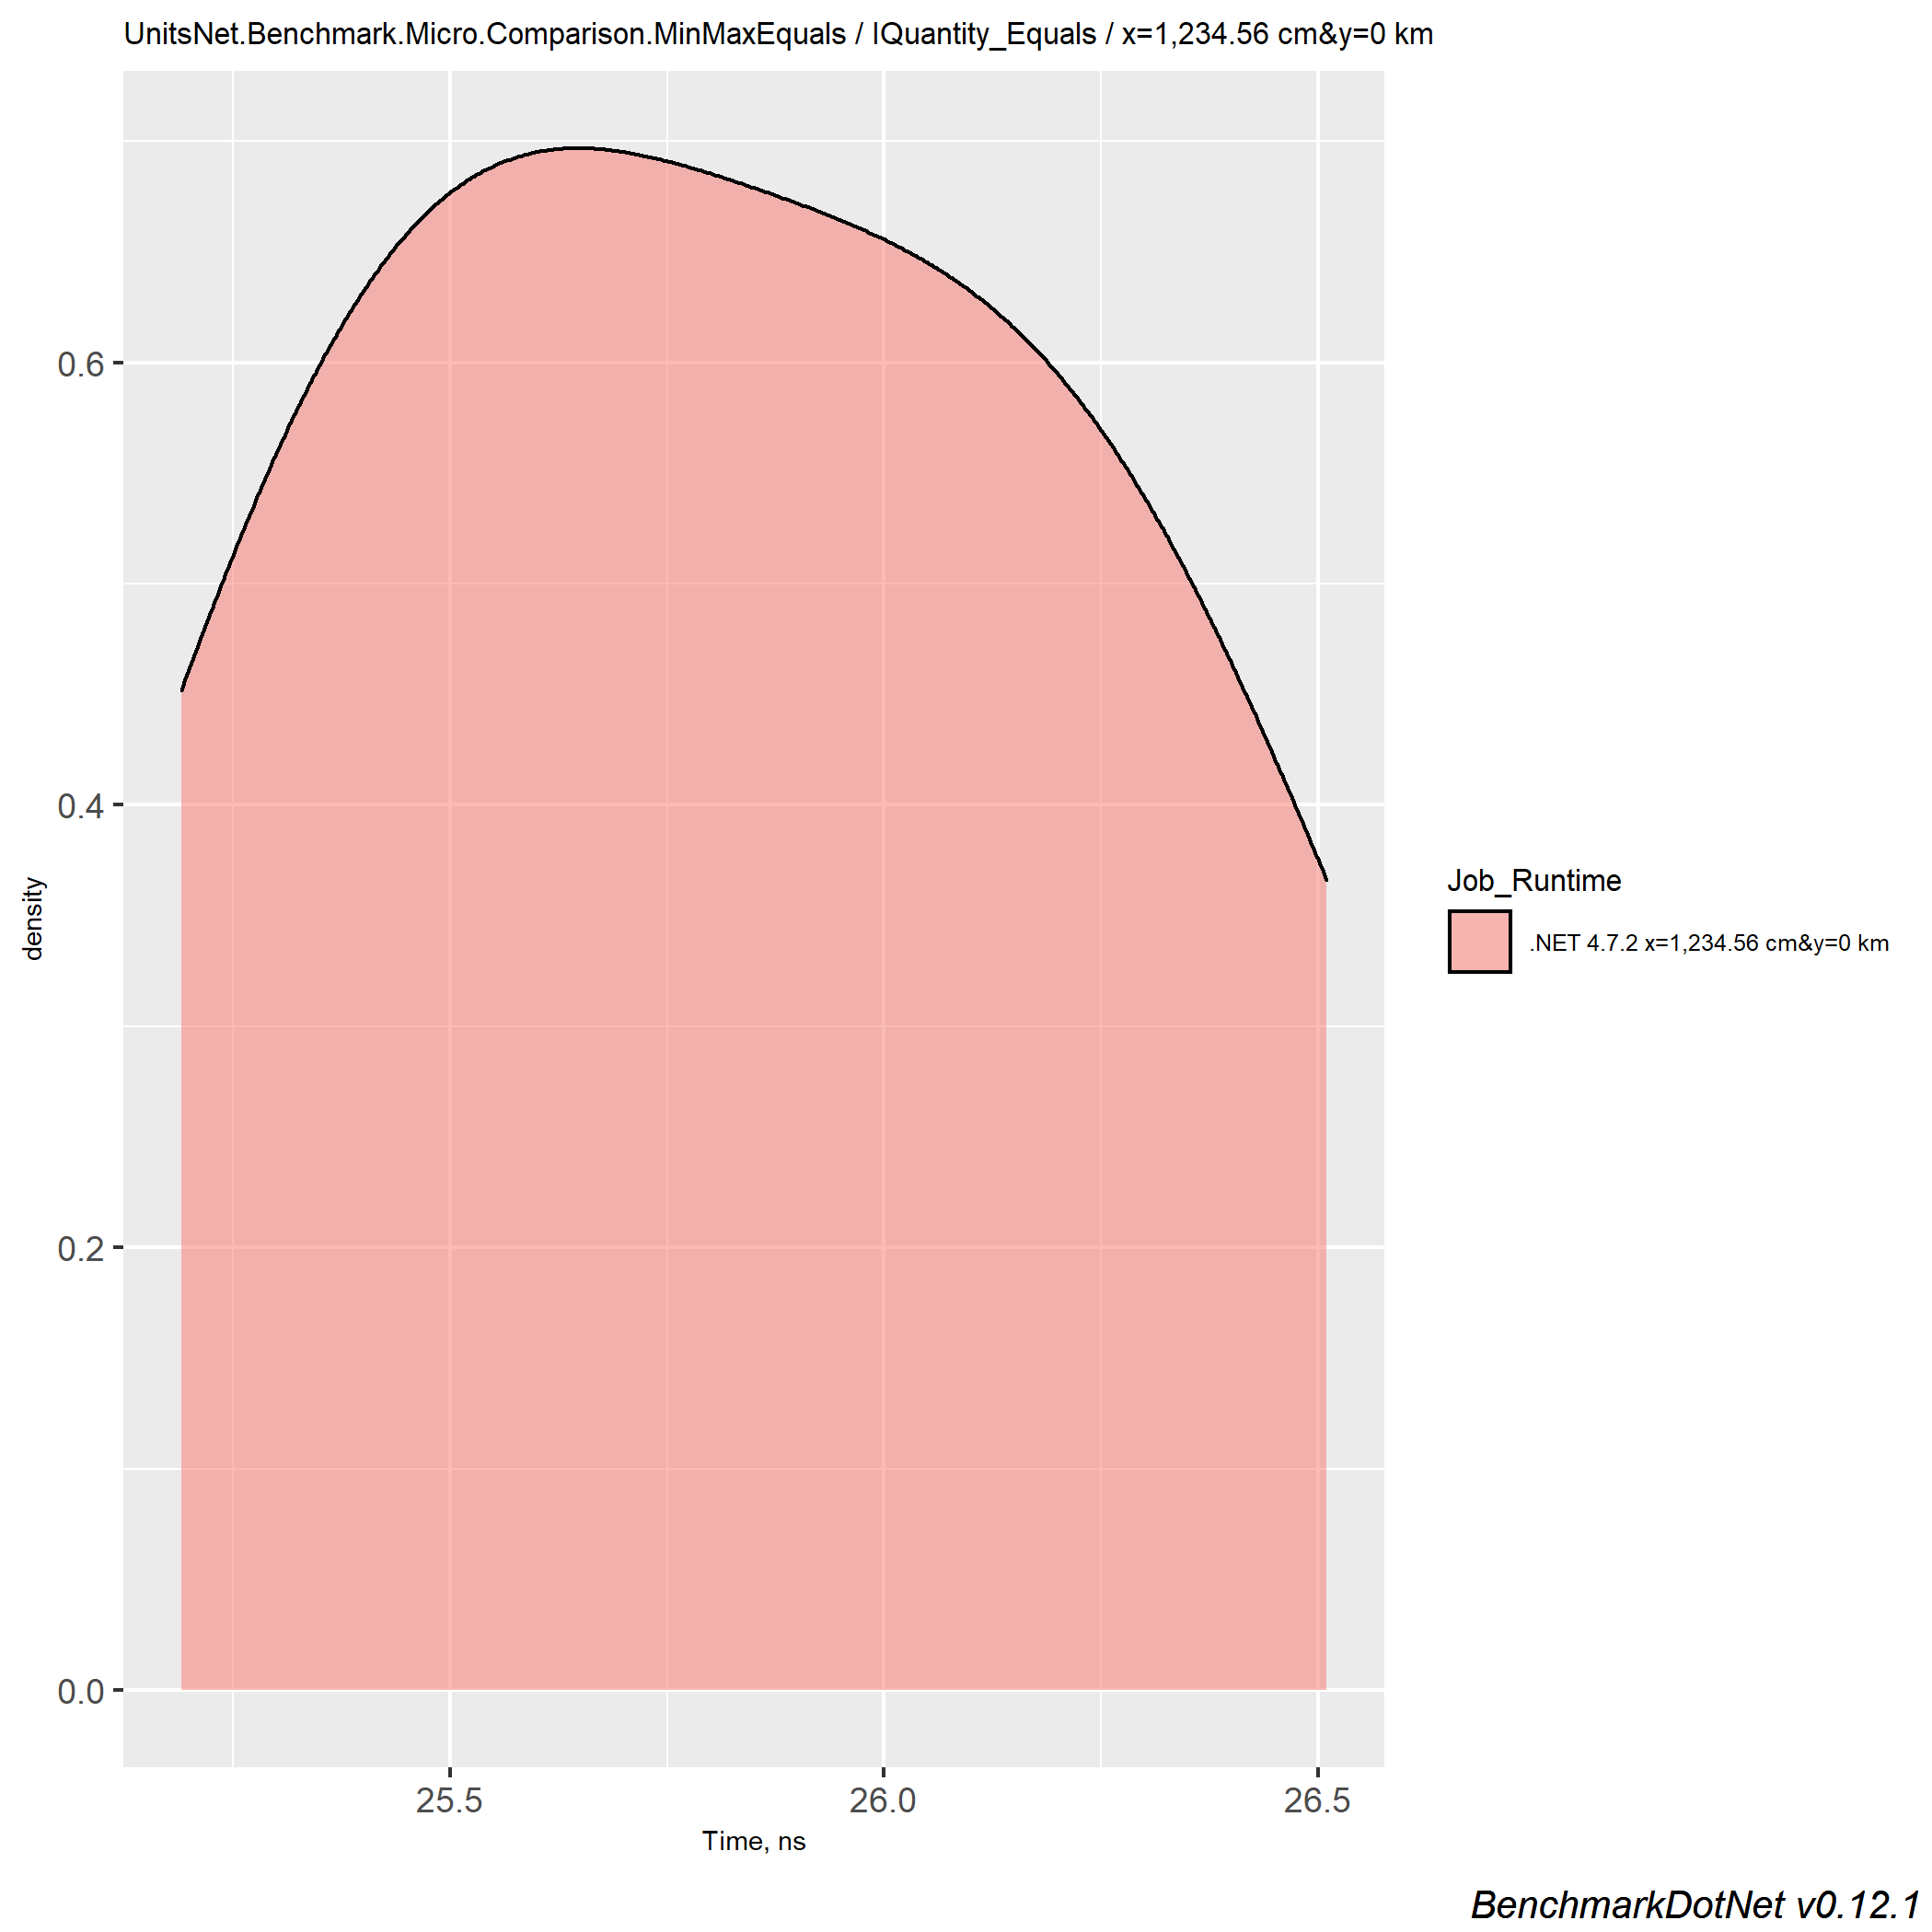 UnitsNet.Benchmark.Micro.Comparison.MinMaxEquals / IQuantity_Equals / x=1,234.56 cm&y=0 km
0.6
0.4
0.2
0.0
density
25.5 26.0 26.5
Time, ns
Job_Runtime
.NET 4.7.2 x=1,234.56 cm&y=0 km
BenchmarkDotNet v0.12.1